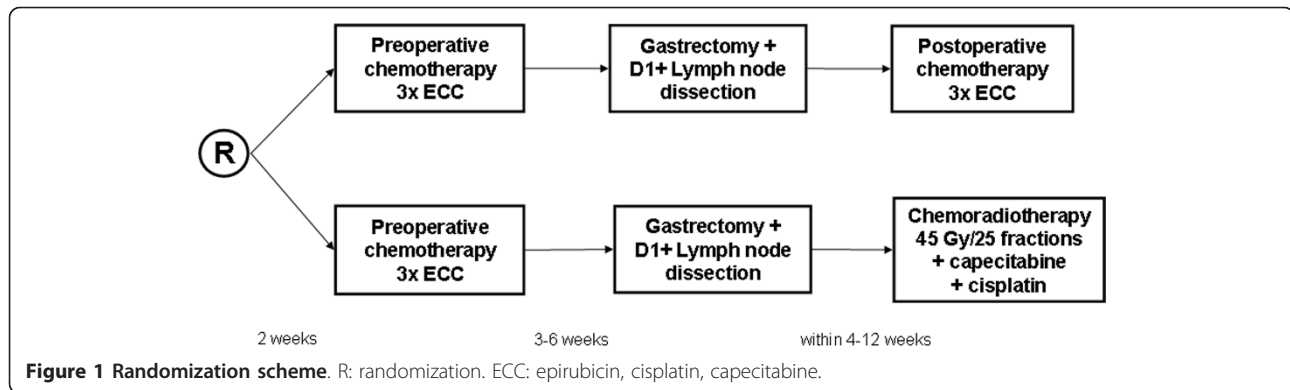 Preoperative
chemotherapy
3x ECC
Gastrectomy +
D1+ Lymph node
dissection
Postoperative
chemotherapy
3x ECC
R
Preoperative
chemotherapy
3x ECC
Gastrectomy +
D1+ Lymph node
dissection
Chemoradiotherapy
45 Gy/25 fractions
+ capecitabine
+ cisplatin
2 weeks
3-6 weeks
within 4-12 weeks
Figure 1 Randomization scheme. R: randomization. ECC: epirubicin, cisplatin, capecitabine.